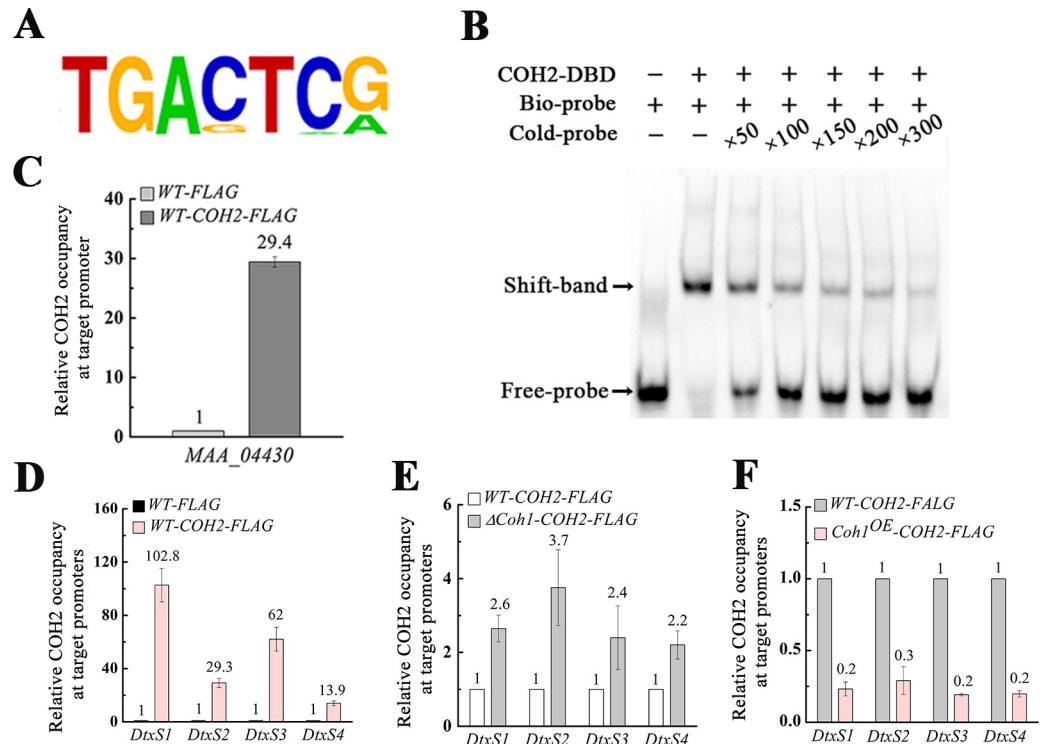 A
TGACTCG
A
B
COH2-DBD − + + + + + +
Bio-probe + + + + + + +
Cold-probe − − ×50 ×100 ×150 ×200 ×300
Shift-band
Free-probe
C
WT-FLAG
WT-COH2-FLAG
Relative COH2 occupancy
at target promoter
40
30
20
10
0
1
29.4
MAA_04430
D
WT-FLAG
WT-COH2-FLAG
Relative COH2 occupancy
at target promoters
160
120
80
40
0
1 102.8 1 29.3 1 62 1 13.9
DtxS1 DtxS2 DtxS3 DtxS4
E
WT-COH2-FLAG
ΔCoh1-COH2-FLAG
Relative COH2 occupancy
at target promoters
6
4
2
0
1 2.6 1 3.7 1 2.4 1 2.2
DtxS1 DtxS2 DtxS3 DtxS4
F
WT-COH2-FALG
Coh1OE-COH2-FLAG
Relative COH2 occupancy
at target promoters
1.5
1.0
0.5
0.0
1 0.2 1 0.3 1 0.2 1 0.2
DtxS1 DtxS2 DtxS3 DtxS4